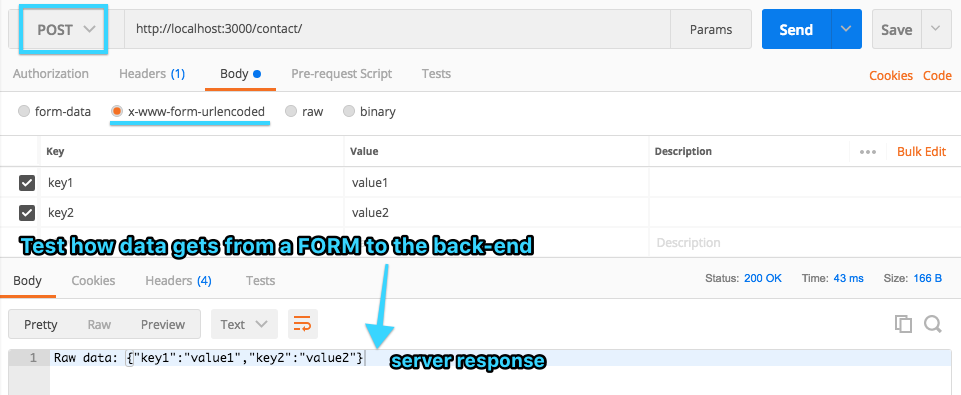 POST http://localhost:3000/contact/ Params Send Save
Authorization Headers (1) Body Pre-request Script Tests Cookies Code
form-data x-www-form-urlencoded raw binary
Key Value Description ••• Bulk Edit
key1 value1
key2 value2
Test how data gets from a FORM to the back-end Description
Body Cookies Headers (4) Tests Status: 200 OK Time: 43 ms Size: 166 B
Pretty Raw Preview Text
1 Raw data: {"key1":"value1","key2":"value2"}
server response